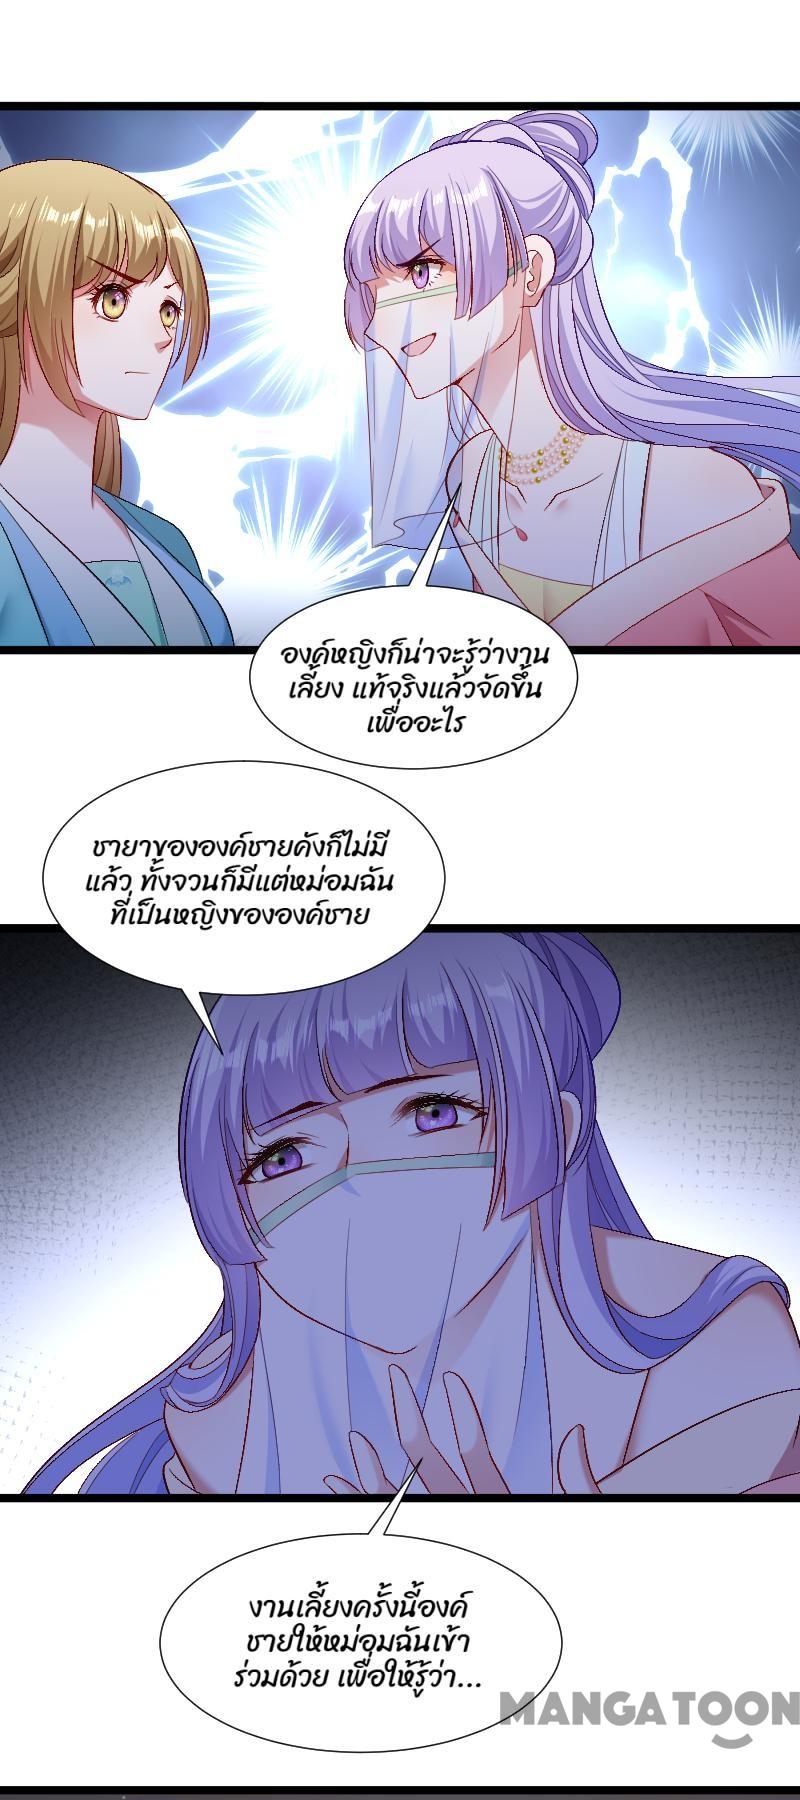 องค์หญิงก็น่าจะรู้ว่างาน
เลี้ยง แท้จริงแล้วจัดขึ้น
เพื่ออะไร
ชายาขององค์ชายคังก็ไม่มี
แล้ว ทั้งจวนก็มีแต่หม่อมฉัน
ที่เป็นหญิงขององค์ชาย
งานเลี้ยงครั้งนี้องค์
ชายให้หม่อมฉันเข้า
ร่วมด้วย เพื่อให้รู้ว่า...
MANGATOON